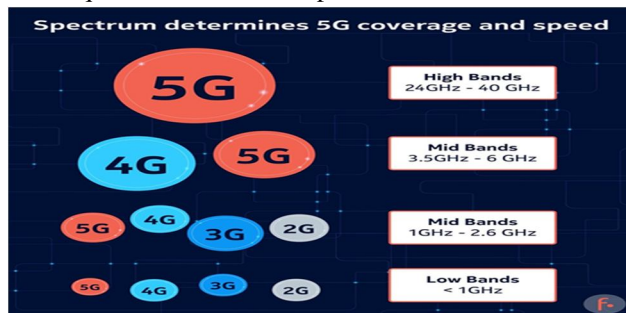 Spectrum determines 5G coverage and speed
5G
High Bands
24GHz - 40 GHz
4G
5G
Mid Bands
3.5GHz - 6 GHz
5G
4G
3G
2G
Mid Bands
1GHz - 2.6 GHz
5G
4G
3G
2G
Low Bands
< 1GHz
F.